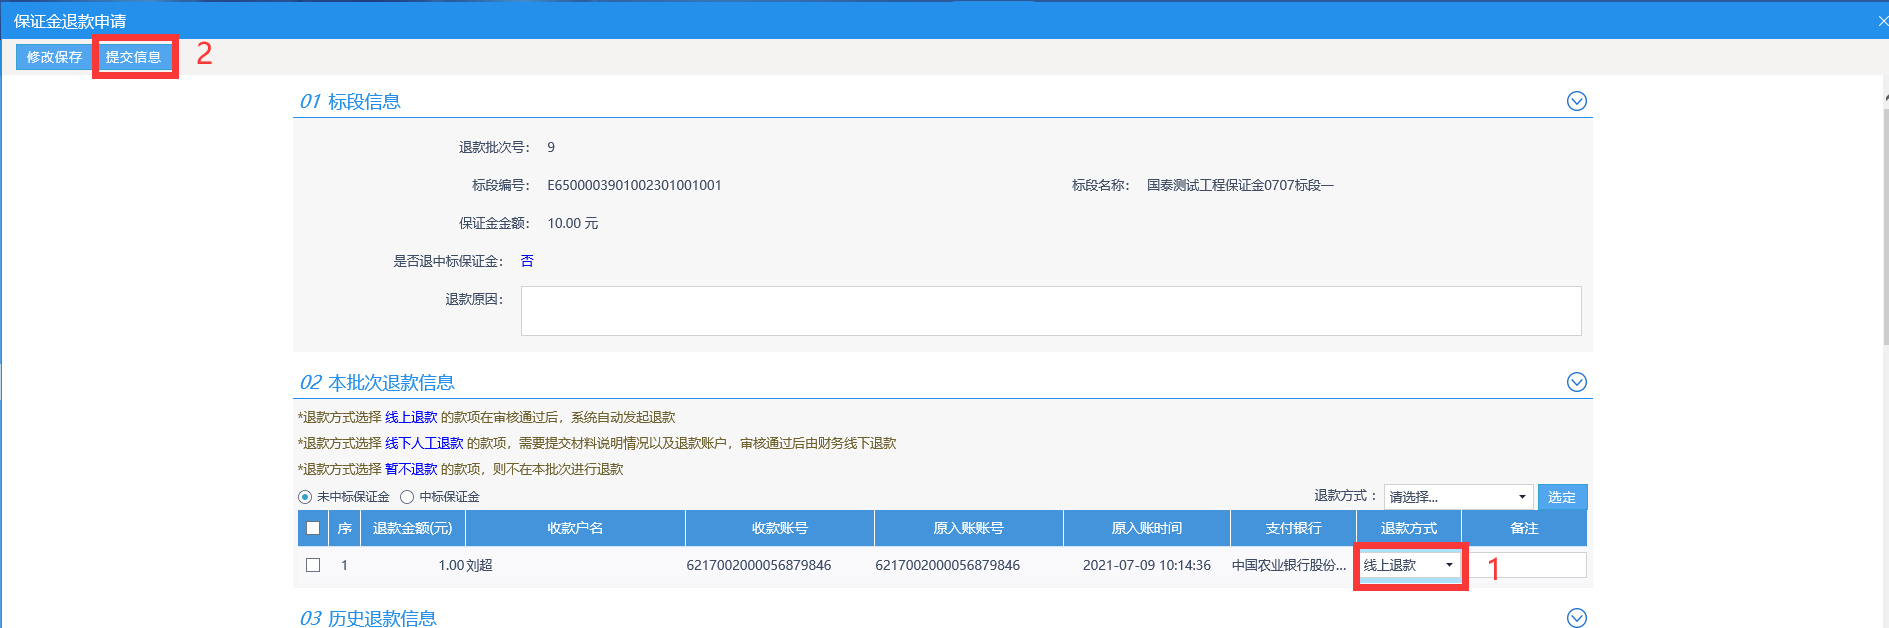 保证金退款申请
修改保存 提交信息 2
01 标段信息
退款批次号： 9
标段编号： E6500003901002301001001 标段名称： 国泰测试工程保证金0707标段一
保证金金额： 10.00 元
是否退中标保证金： 否
退款原因：
02 本批次退款信息
*退款方式选择 线上退款 的款项在审核通过后，系统自动发起退款
*退款方式选择 线下人工退款 的款项，需要提交材料说明情况以及退款账户，审核通过后由财务线下退款
*退款方式选择 暂不退款 的款项，则不在本批次进行退款
未中标保证金 中标保证金 退款方式： 请选择... 选定
序 退款金额(元) 收款户名 收款账号 原入账账号 原入账时间 支付银行 退款方式 备注
1 1.00 刘超 6217002000056879846 6217002000056879846 2021-07-09 10:14:36 中国农业银行股份... 线上退款 1
03 历史退款信息